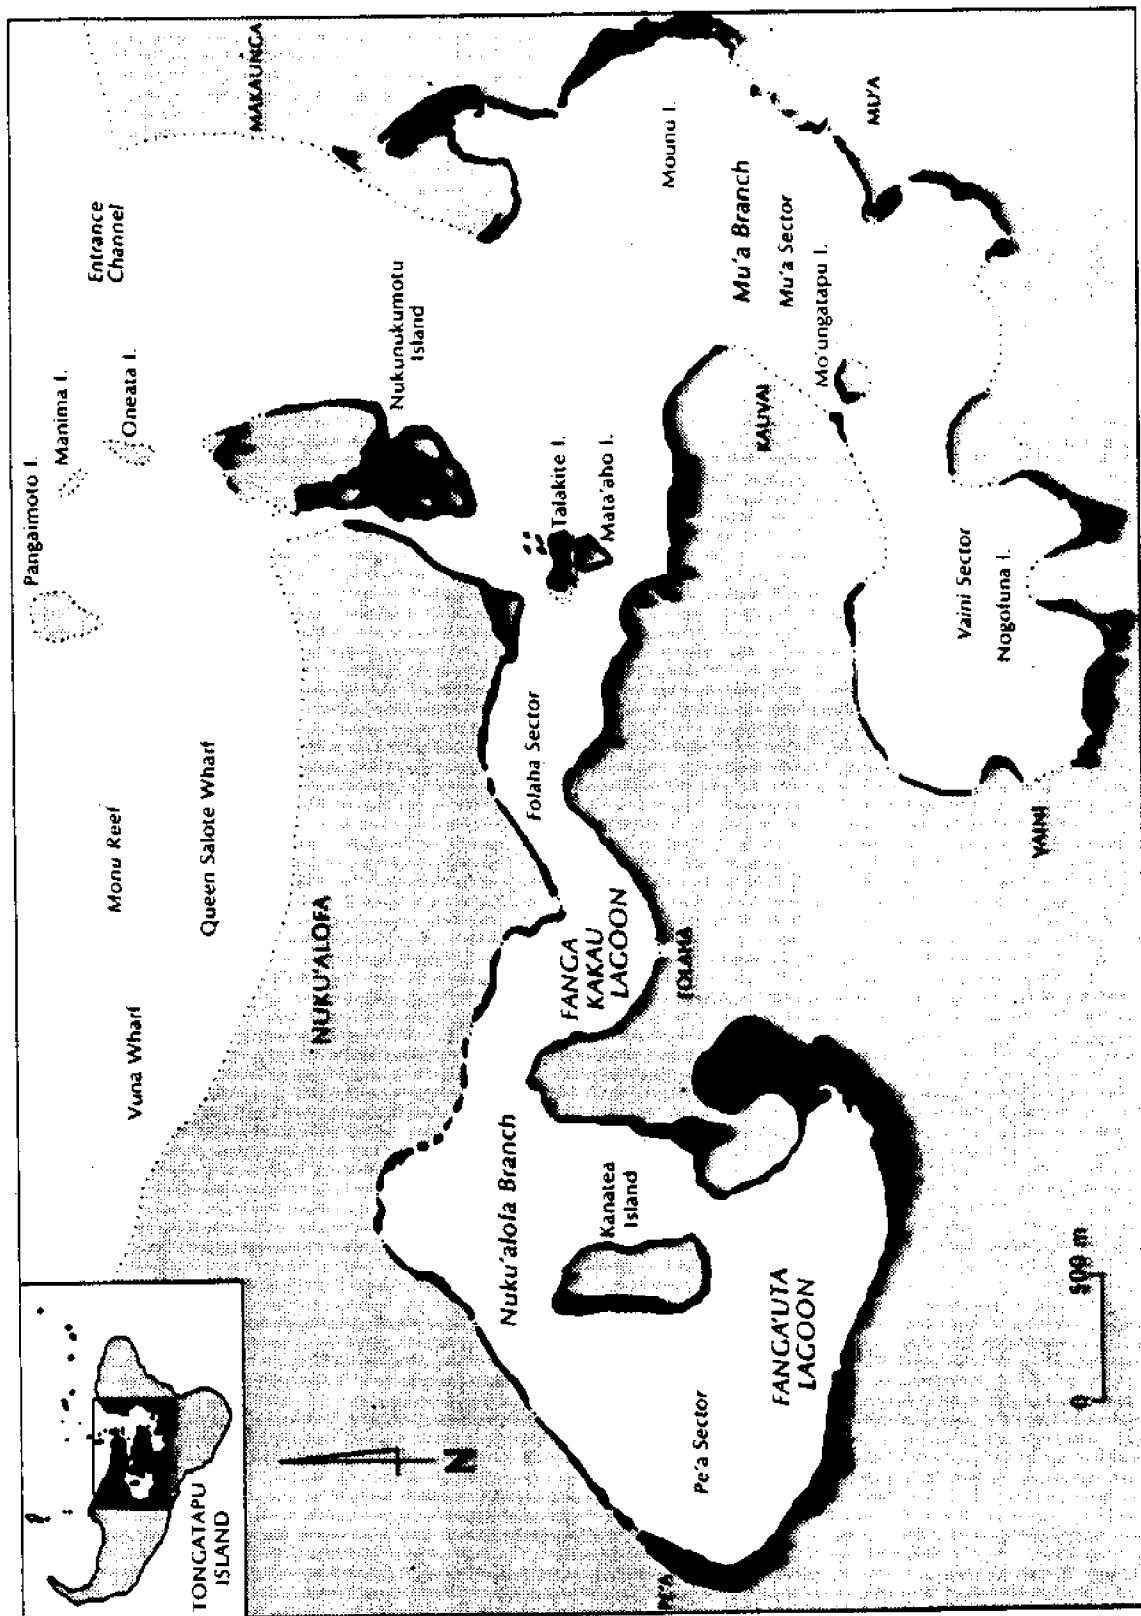 Pangaimoto I.
Manima I.
Oneata I.
Entrance
Channel
MAKAUNGA
Monu Reef
Queen Salote Wharf
Vuna Wharf
NUKU'ALOFA
Nukunukumotu
Island
Talakite I.
Mata'aho I.
Mounu I.
Mu'a Branch
Mu'a Sector
MU'A
Mo'ungatapu I.
KAUVAI
Folaha Sector
FANGA
KAKAU
LAGOON
FOLAHA
Vaini Sector
Nogofuna I.
VAINI
Nuku'alofa Branch
Kanatea
Island
Pe'a Sector
FANGA'UTA
LAGOON
PE'A
TONGATAPU
ISLAND
N
0 500 m